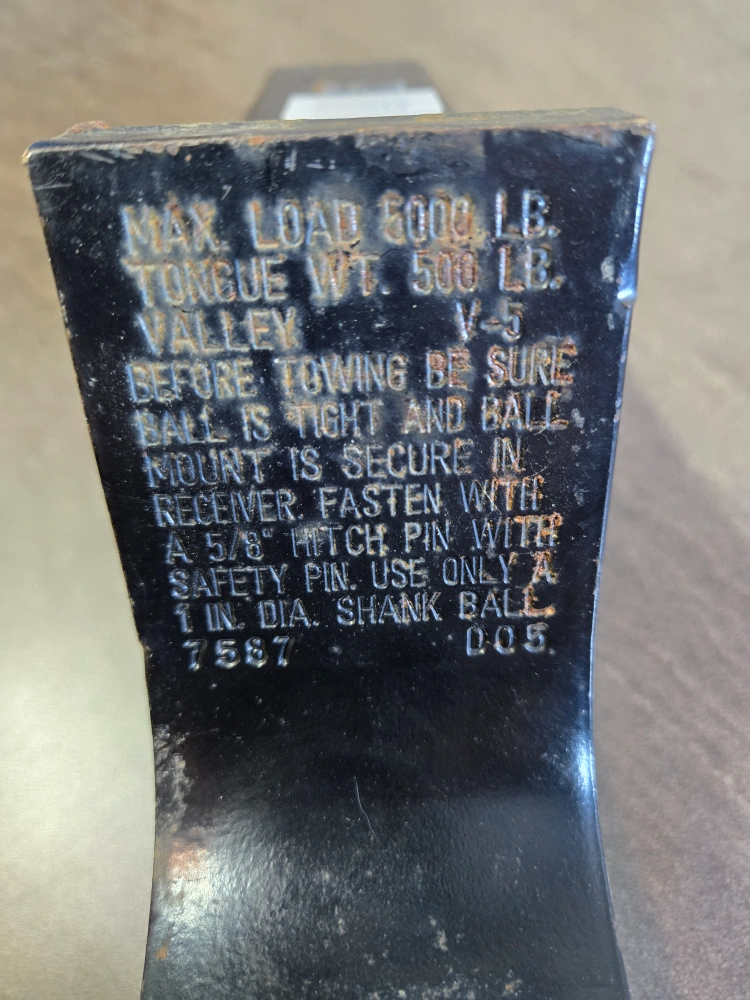 MAX. LOAD 5000 LB.
TONGUE WT. 500 LB.
VALLEY V-5
BEFORE TOWING BE SURE
BALL IS TIGHT AND BALL
MOUNT IS SECURE IN
RECEIVER. FASTEN WITH
A 5/8" HITCH PIN WITH
SAFETY PIN. USE ONLY A
1 IN. DIA. SHANK BALL.
7587 D05